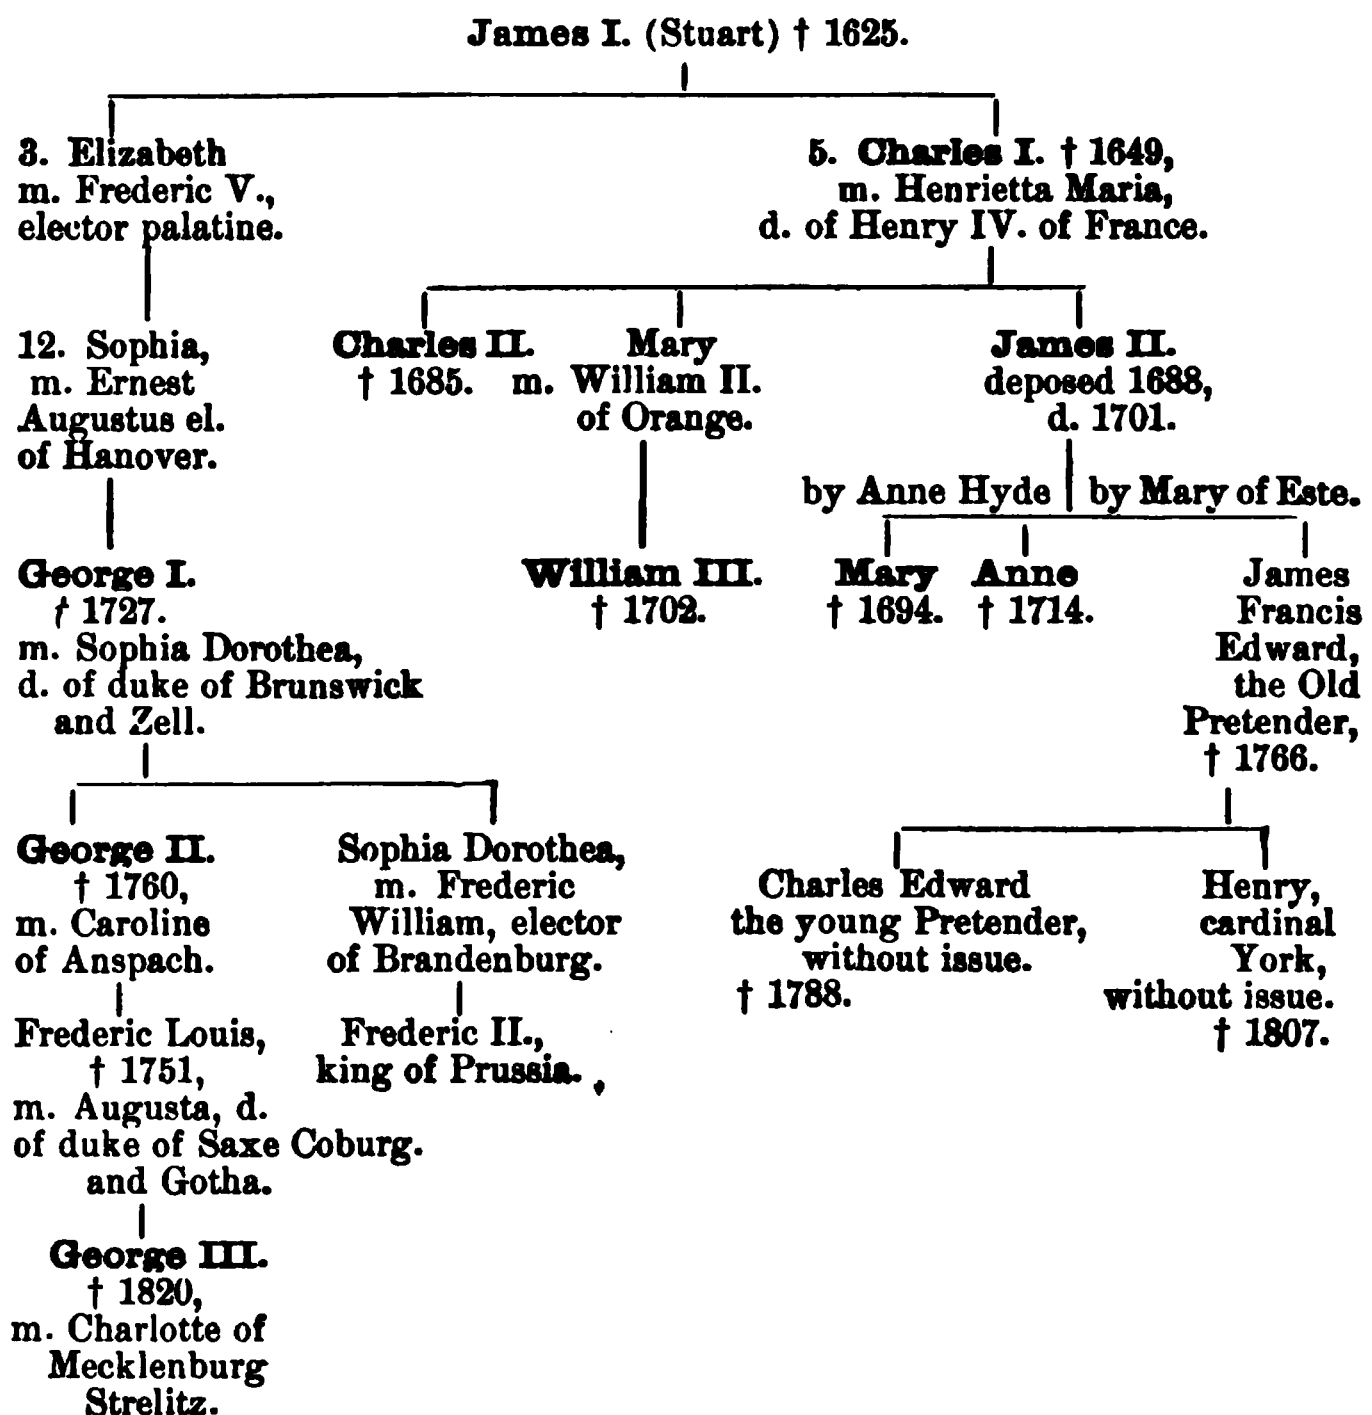 James I. (Stuart) † 1625.
3. Elizabeth
m. Frederic V.,
elector palatine.
5. Charles I. † 1649,
m. Henrietta Maria,
d. of Henry IV. of France.
12. Sophia,
m. Ernest
Augustus el.
of Hanover.
Charles II.
† 1685.
Mary
m. William II.
of Orange.
James II.
deposed 1688,
d. 1701.
by Anne Hyde
by Mary of Este.
George I.
† 1727.
m. Sophia Dorothea,
d. of duke of Brunswick
and Zell.
William III.
† 1702.
Mary
† 1694.
Anne
† 1714.
James
Francis
Edward,
the Old
Pretender,
† 1766.
George II.
† 1760,
m. Caroline
of Anspach.
Sophia Dorothea,
m. Frederic
William, elector
of Brandenburg.
Charles Edward
the young Pretender,
without issue.
† 1788.
Henry,
cardinal
York,
without issue.
† 1807.
Frederic Louis,
† 1751,
m. Augusta, d.
of duke of Saxe Coburg.
and Gotha.
Frederic II.,
king of Prussia.
George III.
† 1820,
m. Charlotte of
Mecklenburg
Strelitz.